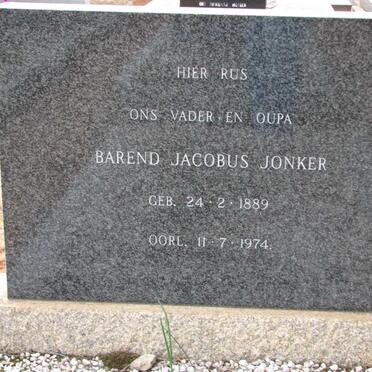 HIER RUS
ONS VADER EN OUPA
BAREND JACOBUS JONKER
GEB. 24·2·1889
OORL. 11·7·1974.